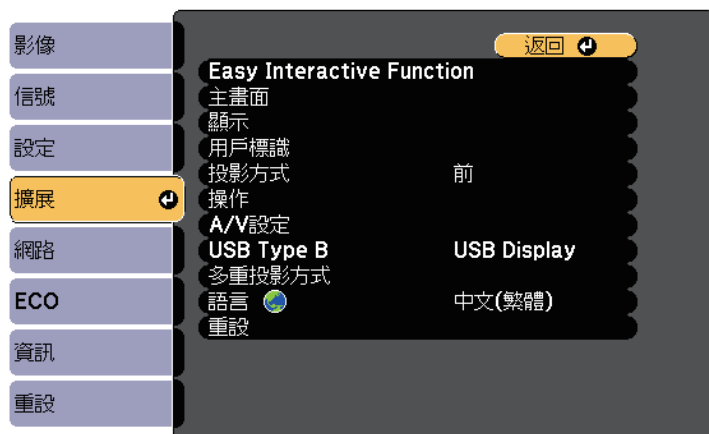 影像
信號
設定
擴展
網路
ECO
資訊
重設
返回
Easy Interactive Function
主畫面
顯示
用戶標識
投影方式 前
操作
A/V設定
USB Type B USB Display
多重投影方式
語言 中文(繁體)
重設